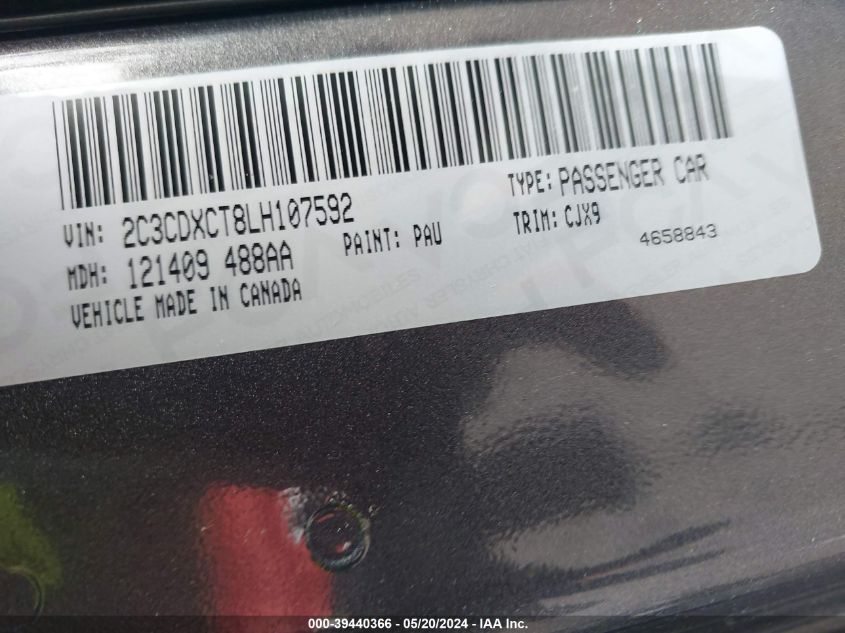 VIN: 2C3CDXCT8LH107592
TYPE: PASSENGER CAR
MDH: 121409 488AA
PAINT: PAU
TRIM: CJX9
4658843
VEHICLE MADE IN CANADA
000-39440366 - 05/20/2024 - IAA Inc.